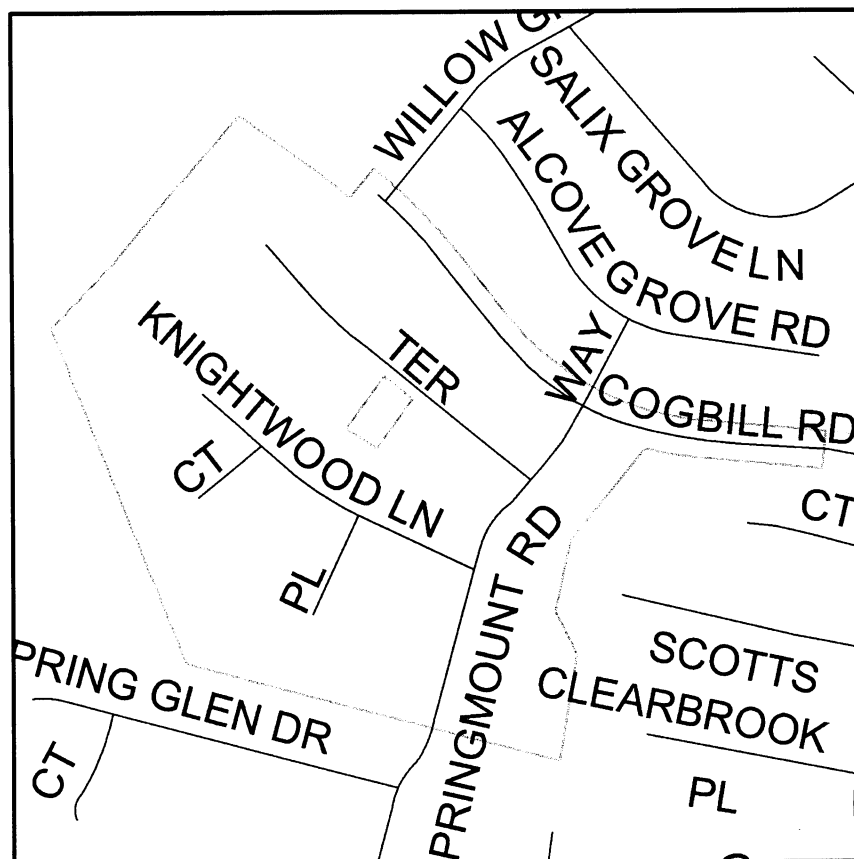 WILLOW G
SALIX GROVE LN
ALCOVE GROVE RD
WAY
COGBILL RD
TER
KNIGHTWOOD LN
CT
PL
CT
PRINGMOUNT RD
SCOTTS
CLEARBROOK
PL
PRING GLEN DR
CT